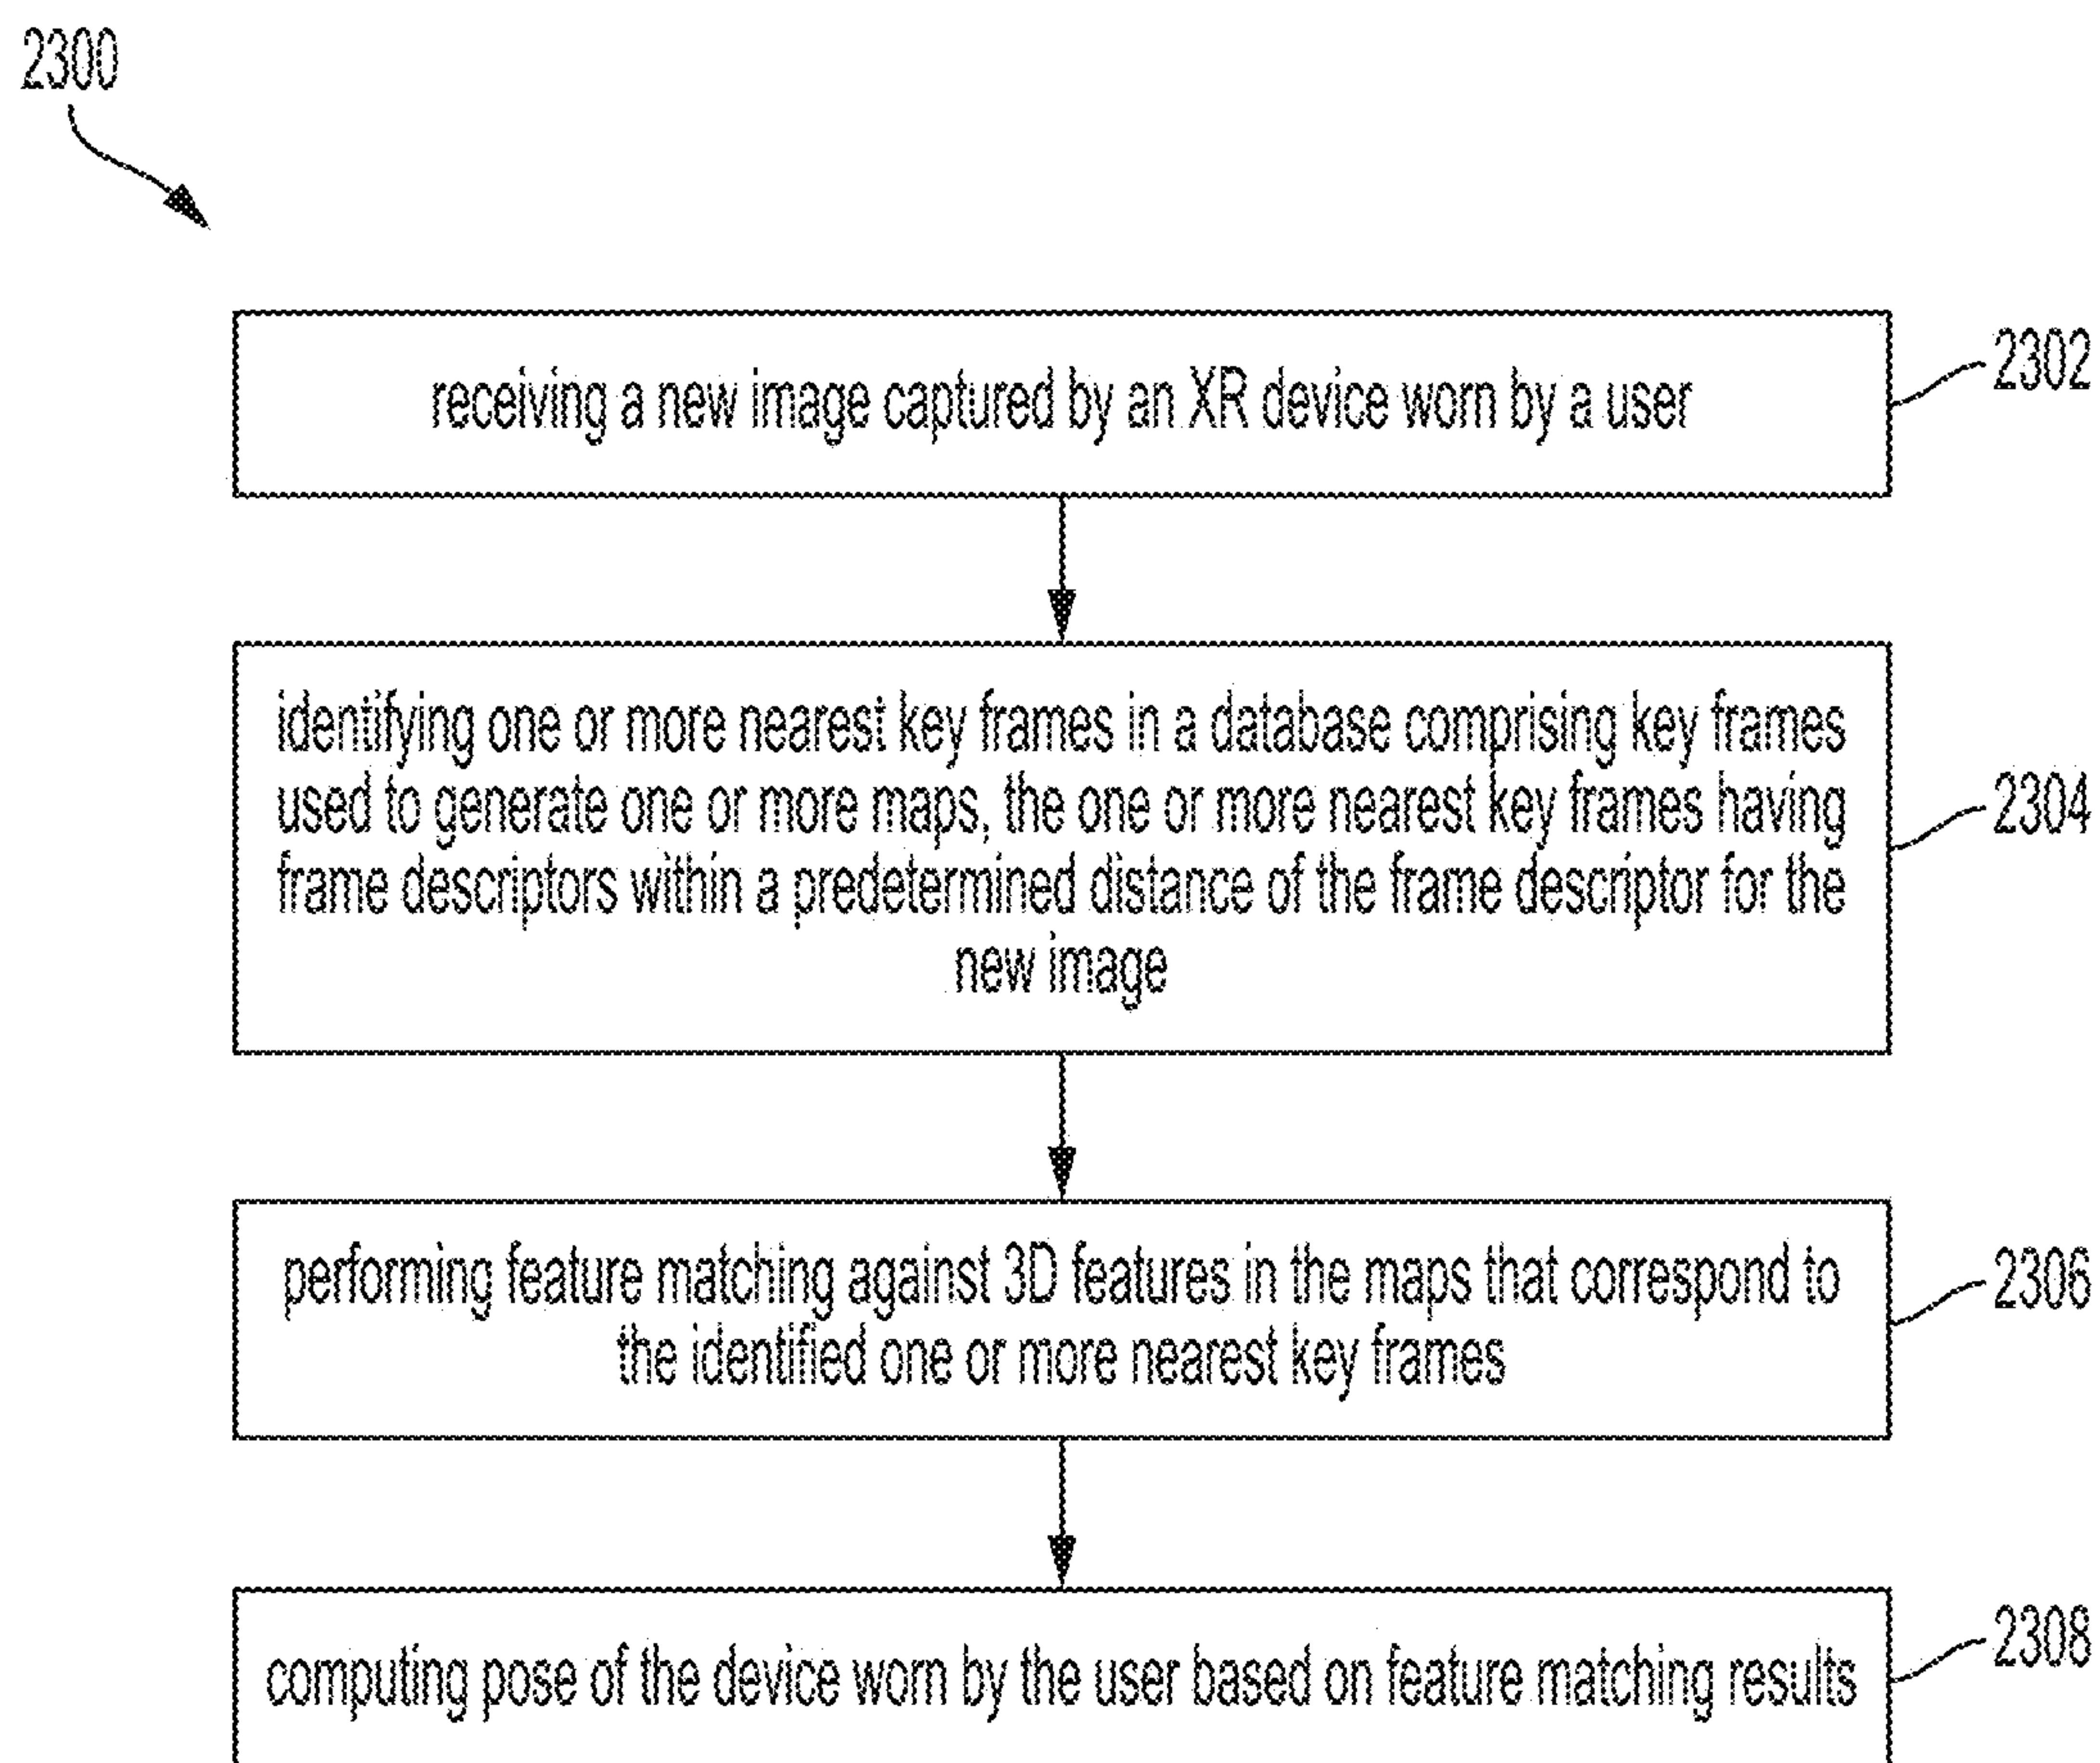 2300
receiving a new image captured by an XR device worn by a user
2302
identifying one or more nearest key frames in a database comprising key frames
used to generate one or more maps, the one or more nearest key frames having
frame descriptors within a predetermined distance of the frame descriptor for the
new image
2304
performing feature matching against 3D features in the maps that correspond to
the identified one or more nearest key frames
2306
computing pose of the device worn by the user based on feature matching results
2308